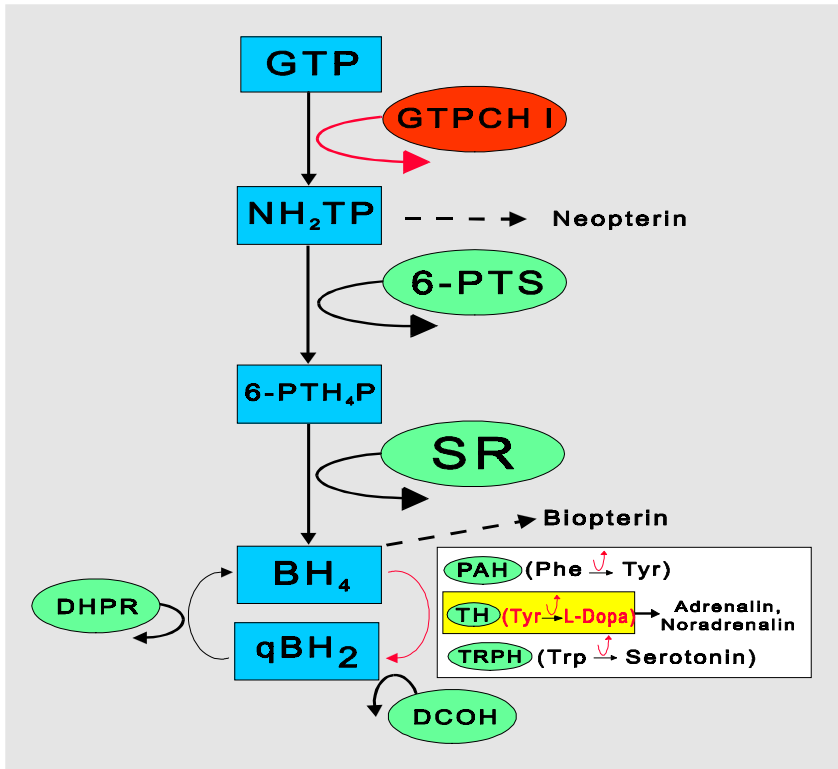 GTP
GTPCH I
NH₂TP
Neopterin
6-PTS
6-PTH₄P
SR
Biopterin
BH₄
PAH (Phe → Tyr)
DHPR
TH (Tyr → L-Dopa) → Adrenalin,
Noradrenalin
qBH₂
TRPH (Trp → Serotonin)
DCOH